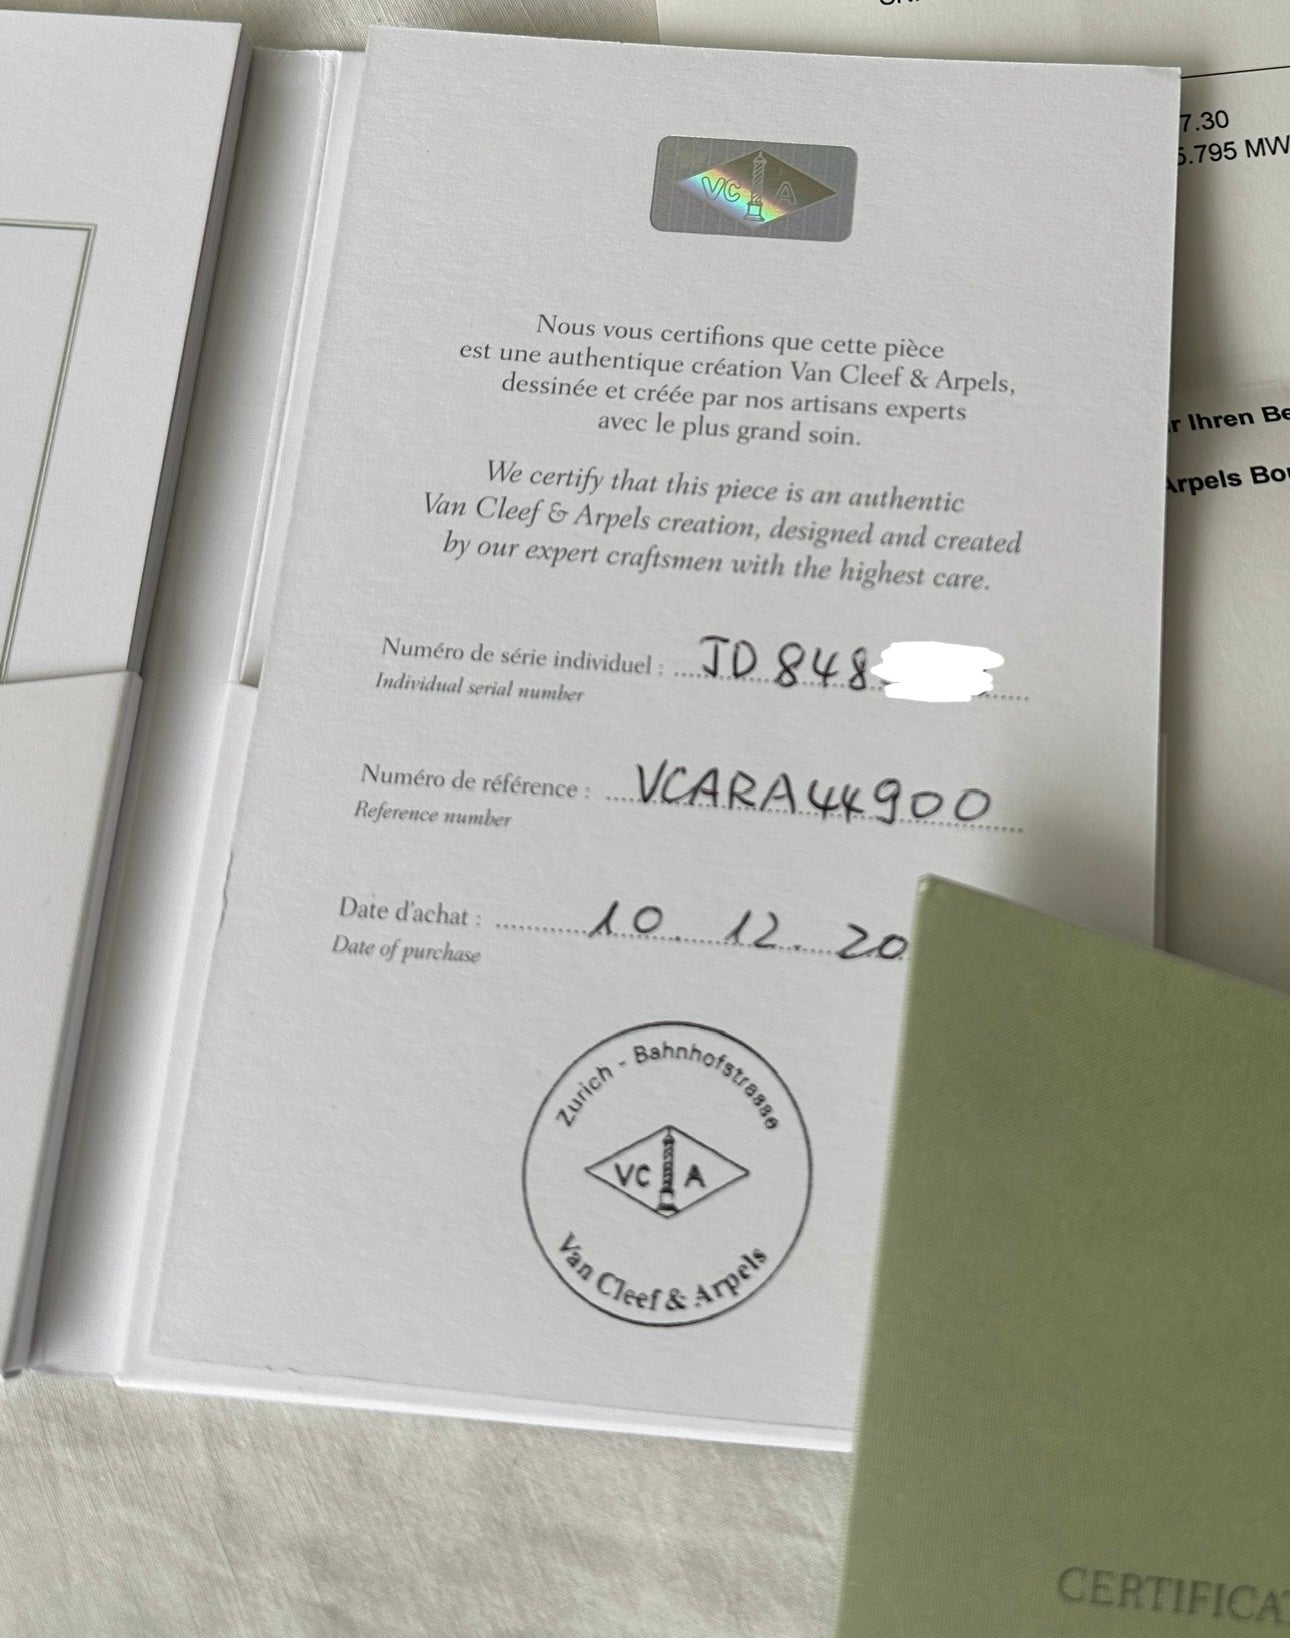 VC A
7.30
5.795 MW
Nous vous certifions que cette pièce
est une authentique création Van Cleef & Arpels,
dessinée et créée par nos artisans experts
avec le plus grand soin.
We certify that this piece is an authentic
Van Cleef & Arpels creation, designed and created
by our expert craftsmen with the highest care.
r Ihren Be
Arpels Bo
Numéro de série individuel : JD 848
Individual serial number
Numéro de référence : VCARA44900
Reference number
Date d'achat : 10. 12. 20
Date of purchase
Zurich - Bahnhofstrasse
VC A
Van Cleef & Arpels
CERTIFICA